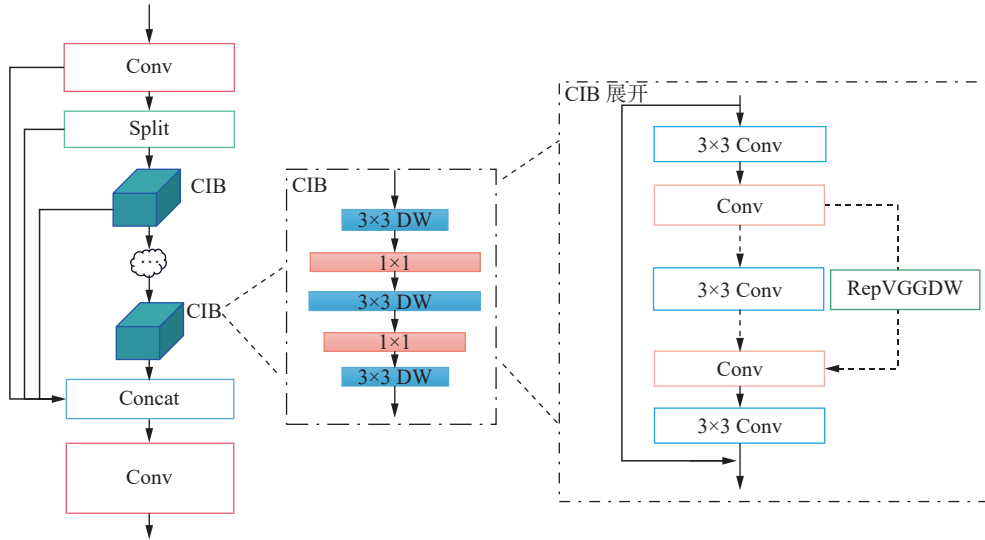 Conv
Split
CIB
...
CIB
Concat
Conv
CIB
3×3 DW
1×1
3×3 DW
1×1
3×3 DW
CIB 展开
3×3 Conv
Conv
3×3 Conv
RepVGGDW
Conv
3×3 Conv